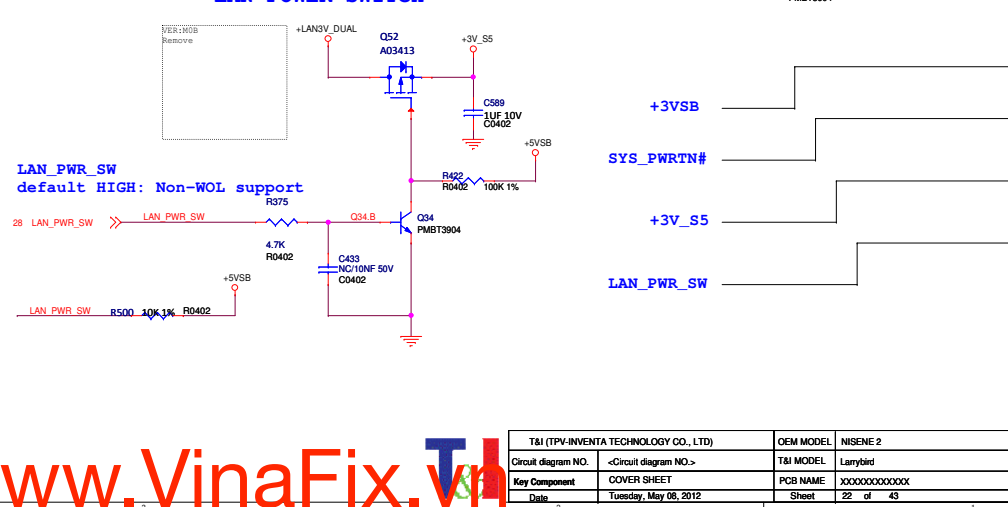 VER:M0B
Remove
+LAN3V_DUAL
Q52
AO3413
+3V_S5
C589
1UF 10V
C0402
+5VSB
R422
R0402
100K 1%
LAN_PWR_SW
default HIGH: Non-WOL support
28 LAN_PWR_SW
LAN_PWR_SW
R375
4.7K
R0402
Q34.B
Q34
PMBT3904
C433
NC/10NF 50V
C0402
+5VSB
LAN_PWR_SW
R500
10K 1%
R0402
+3VSB
SYS_PWRTN#
+3V_S5
LAN_PWR_SW
ww.VinaFix.vn
T&I
T&I (TPV-INVENTA TECHNOLOGY CO., LTD)
OEM MODEL
NISENE 2
Circuit diagram NO.
<Circuit diagram NO.>
T&I MODEL
Larrybird
Key Component
COVER SHEET
PCB NAME
XXXXXXXXXXXX
Date
Tuesday, May 08, 2012
Sheet
22 of 43